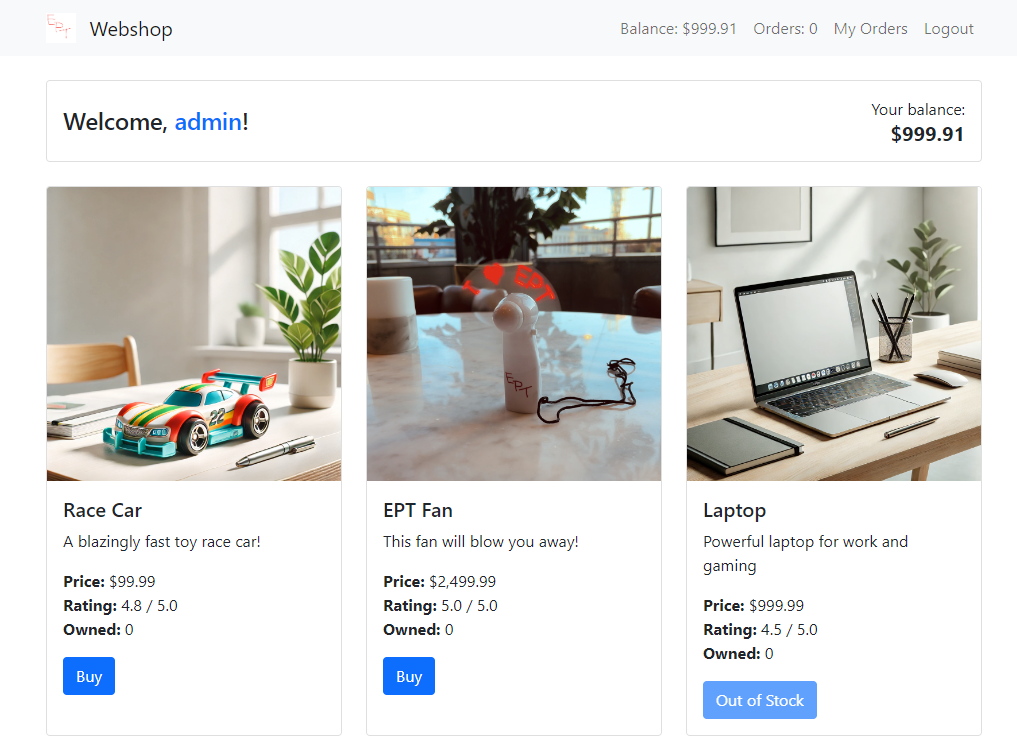 EPT
Webshop
Balance: $999.91
Orders: 0
My Orders
Logout
Welcome, admin!
Your balance:
$999.91
22
I ♥ EPT
EPT
Race Car
A blazingly fast toy race car!
Price: $99.99
Rating: 4.8 / 5.0
Owned: 0
Buy
EPT Fan
This fan will blow you away!
Price: $2,499.99
Rating: 5.0 / 5.0
Owned: 0
Buy
Laptop
Powerful laptop for work and
gaming
Price: $999.99
Rating: 4.5 / 5.0
Owned: 0
Out of Stock